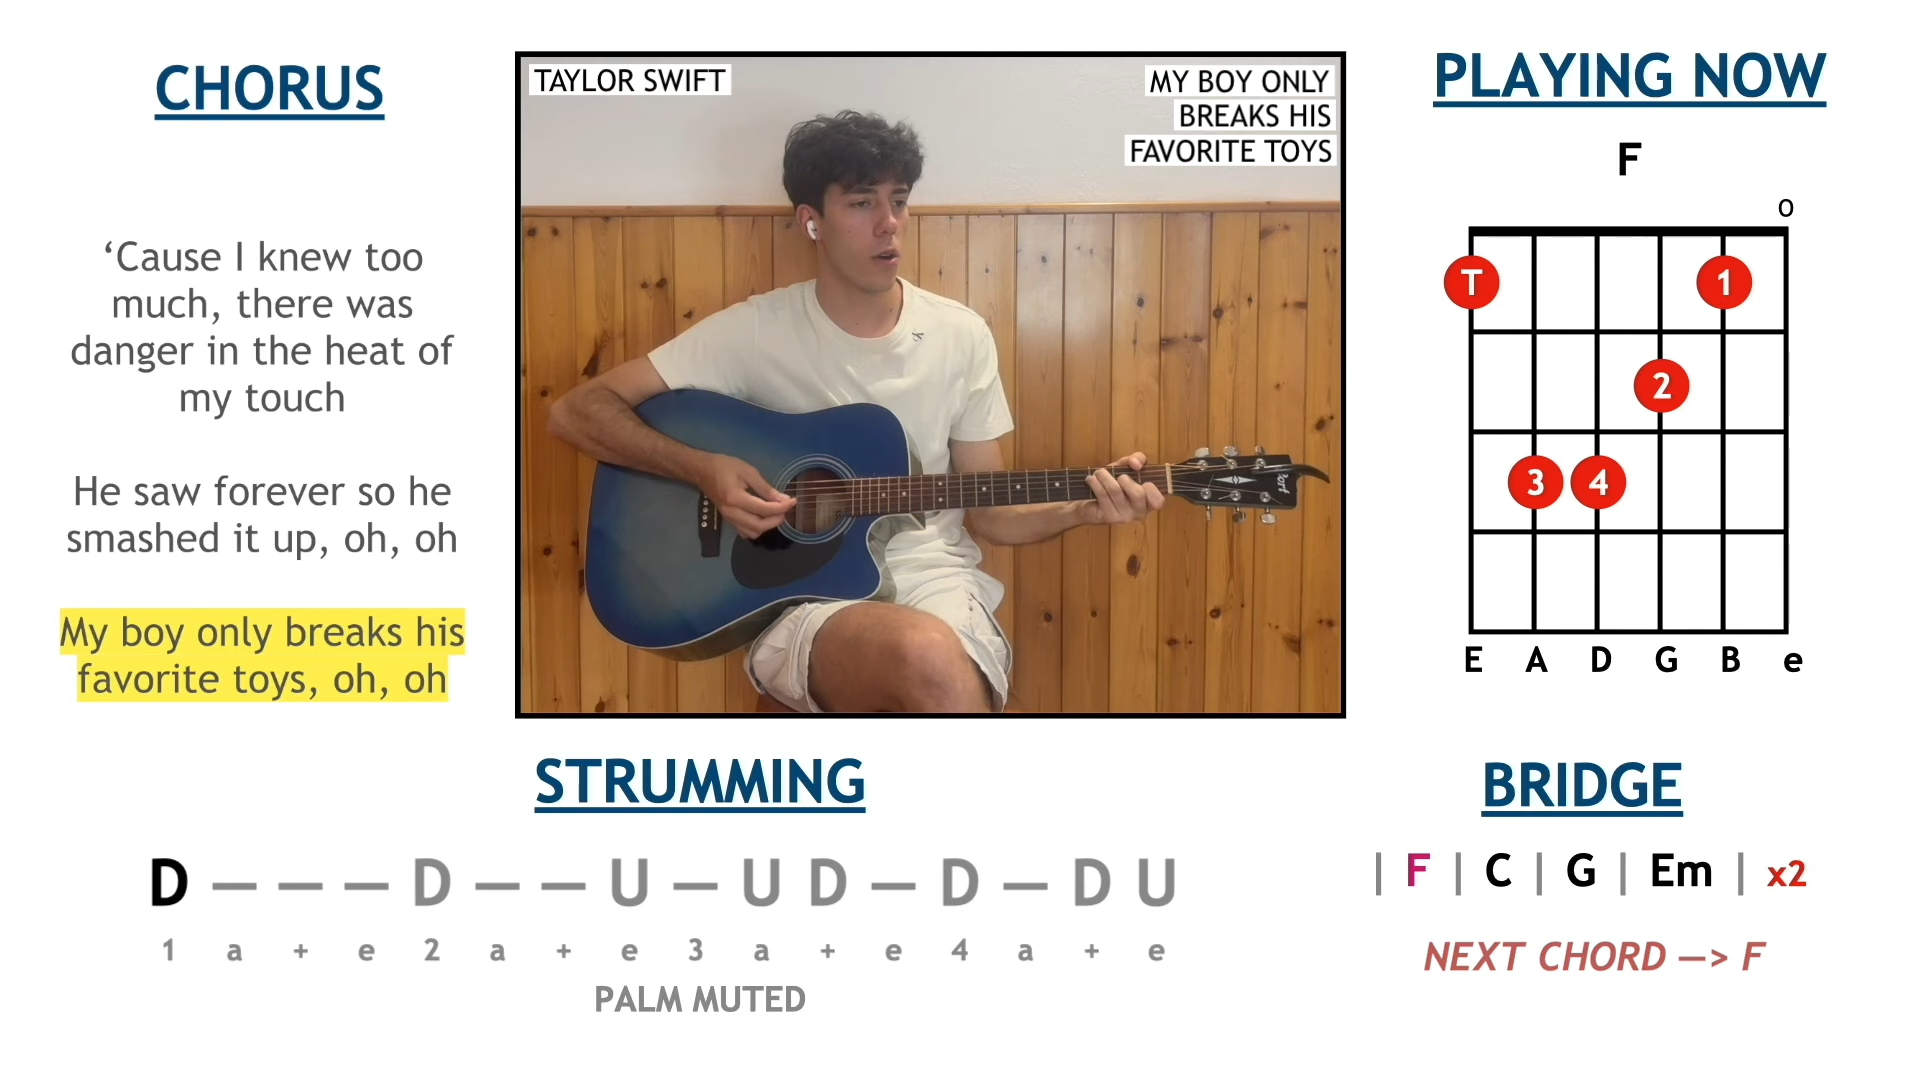 CHORUS
‘Cause I knew too
much, there was
danger in the heat of
my touch
He saw forever so he
smashed it up, oh, oh
My boy only breaks his
favorite toys, oh, oh
TAYLOR SWIFT
MY BOY ONLY
BREAKS HIS
FAVORITE TOYS
PLAYING NOW
F
o
T 1
2
3 4
E A D G B e
STRUMMING
D — — — D — — U — U D — D — D U
1 a + e 2 a + e 3 a + e 4 a + e
PALM MUTED
BRIDGE
| F | C | G | Em | x2
NEXT CHORD —> F